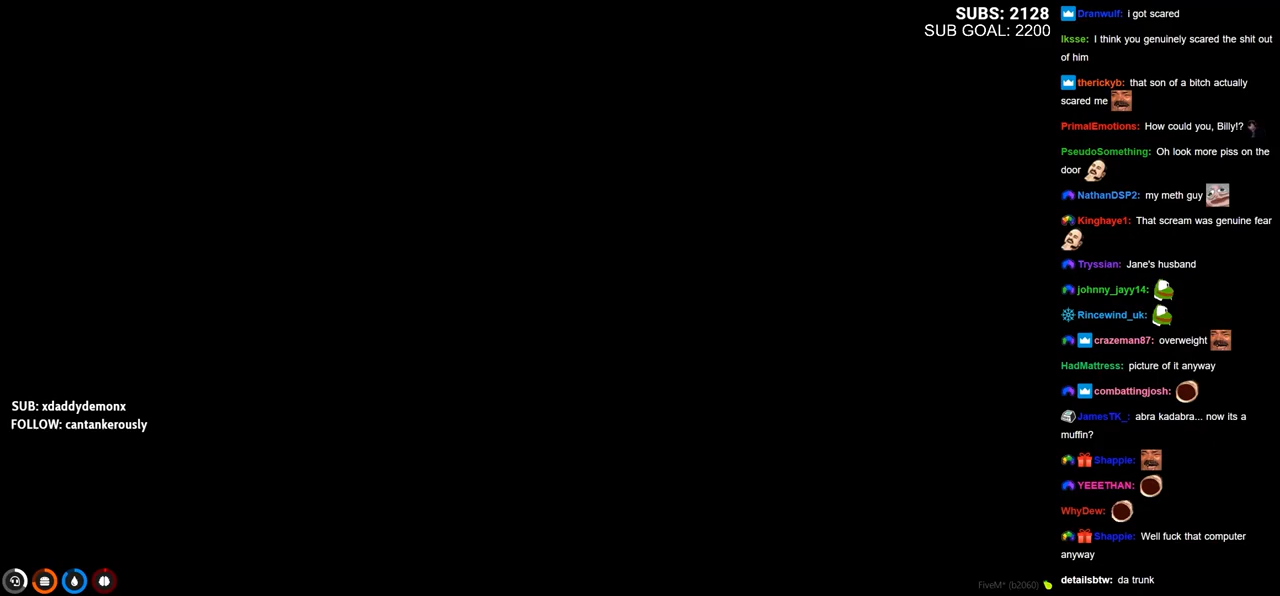 SUBS: 2128
SUB GOAL: 2200
Dranwulf: i got scared
Iksse: I think you genuinely scared the shit out
of him
therickyb: that son of a bitch actually
scared me
PrimalEmotions: How could you, Billy!?
PseudoSomething: Oh look more piss on the
door
NathanDSP2: my meth guy
Kinghaye1: That scream was genuine fear
Tryssian: Jane's husband
johnny_jayy14:
Rincewind_uk:
crazeman87: overweight
HadMattress: picture of it anyway
combattingjosh:
JamesTK_: abra kadabra... now its a
muffin?
Shappie:
YEEETHAN:
WhyDew:
Shappie: Well fuck that computer
anyway
detailsbtw: da trunk
SUB: xdaddydemonx
FOLLOW: cantankerously
FiveM* (b2060)